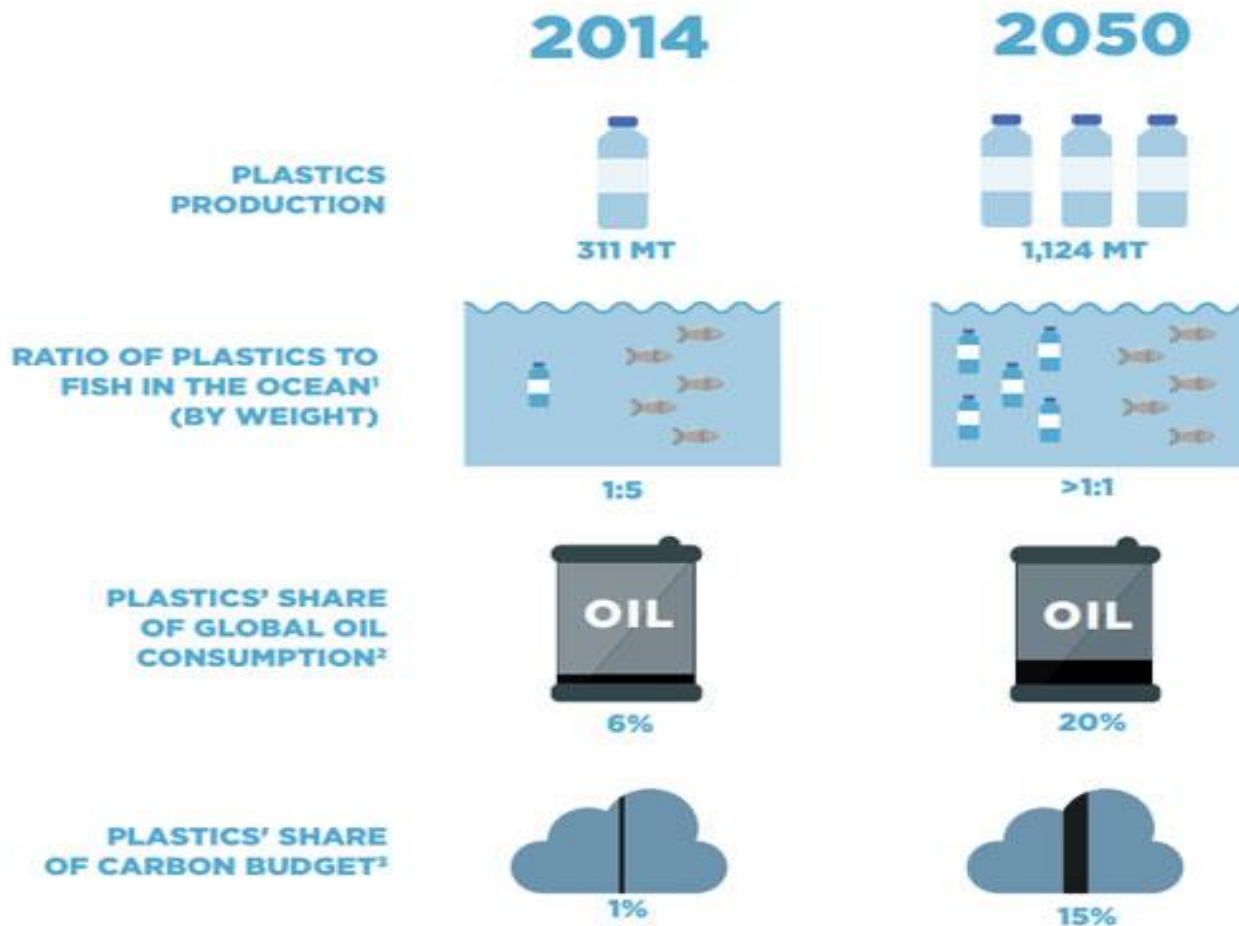 2014
2050
PLASTICS
PRODUCTION
311 MT
1,124 MT
RATIO OF PLASTICS TO
FISH IN THE OCEAN¹
(BY WEIGHT)
1:5
>1:1
PLASTICS' SHARE
OF GLOBAL OIL
CONSUMPTION²
OIL
OIL
6%
20%
PLASTICS' SHARE
OF CARBON BUDGET³
1%
15%